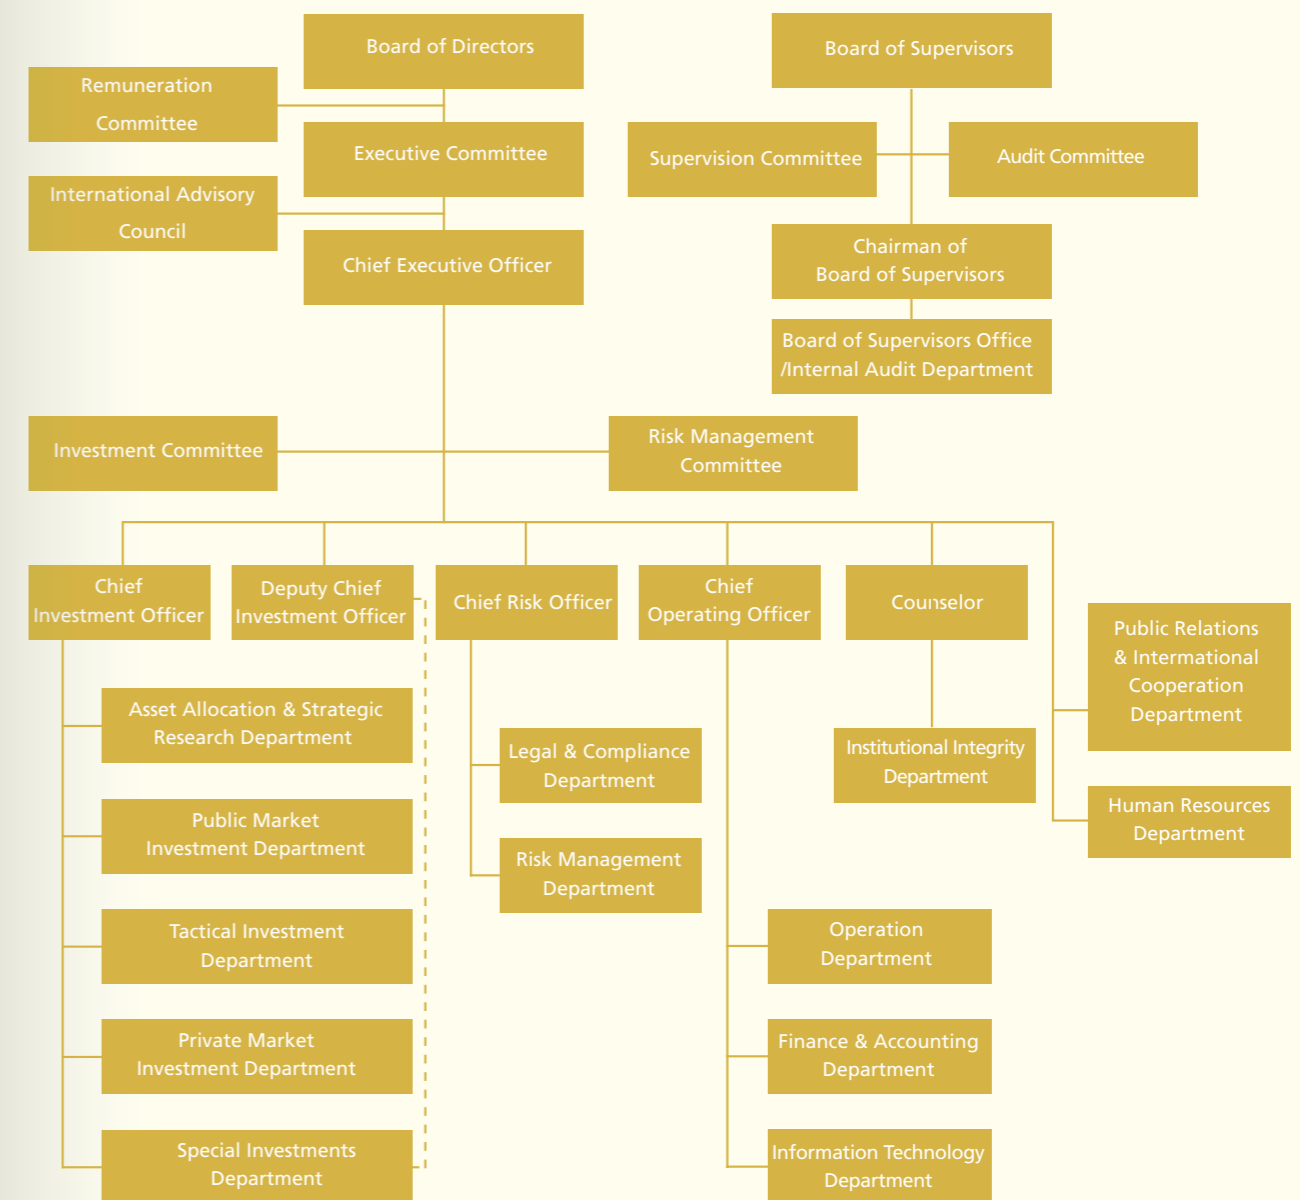 Board of Directors
Board of Supervisors
Remuneration
Committee
Executive Committee
Supervision Committee
Audit Committee
International Advisory
Council
Chief Executive Officer
Chairman of
Board of Supervisors
Board of Supervisors Office
/Internal Audit Department
Investment Committee
Risk Management
Committee
Chief
Investment Officer
Deputy Chief
Investment Officer
Chief Risk Officer
Chief
Operating Officer
Counselor
Public Relations
& Intermational
Cooperation
Department
Asset Allocation & Strategic
Research Department
Legal & Compliance
Department
Institutional Integrity
Department
Human Resources
Department
Public Market
Investment Department
Risk Management
Department
Tactical Investment
Department
Operation
Department
Private Market
Investment Department
Finance & Accounting
Department
Special Investments
Department
Information Technology
Department